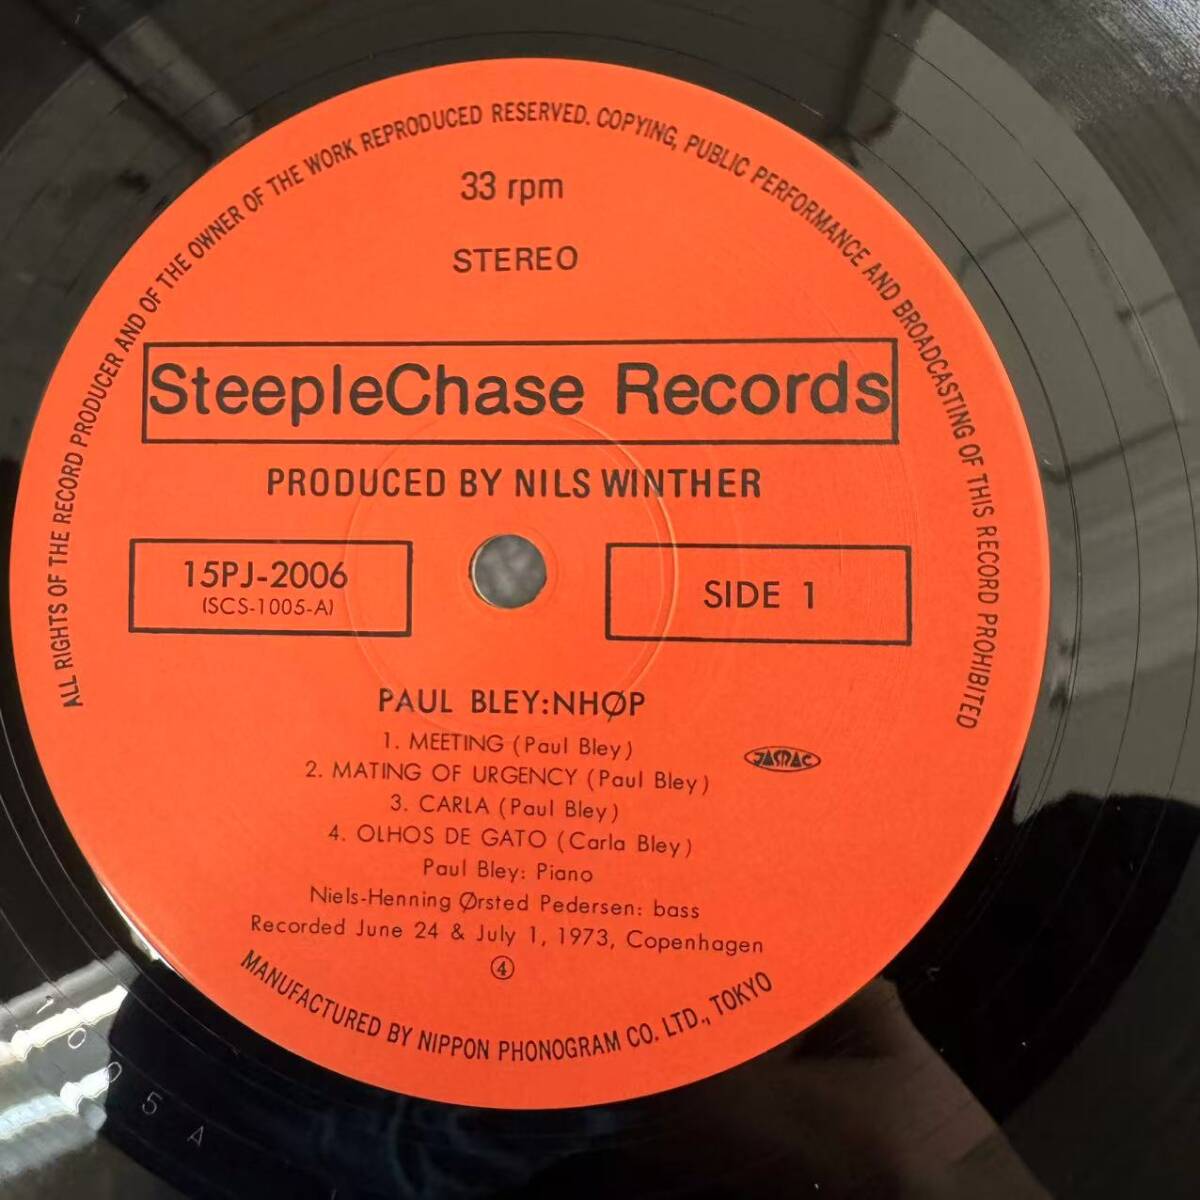 ALL RIGHTS OF THE RECORD PRODUCER AND OF THE OWNER OF THE WORK REPRODUCED RESERVED. COPYING, PUBLIC PERFORMANCE AND BROADCASTING OF THIS RECORD PROHIBITED
33 rpm
STEREO
SteepleChase Records
PRODUCED BY NILS WINTHER
15PJ-2006
(SCS-1005-A)
SIDE 1
PAUL BLEY:NHØP
1. MEETING (Paul Bley)
2. MATING OF URGENCY (Paul Bley)
3. CARLA (Paul Bley)
4. OLHOS DE GATO (Carla Bley)
JASRAC
Paul Bley: Piano
Niels-Henning Ørsted Pedersen: bass
Recorded June 24 & July 1, 1973, Copenhagen
④
MANUFACTURED BY NIPPON PHONOGRAM CO. LTD., TOKYO
1005A